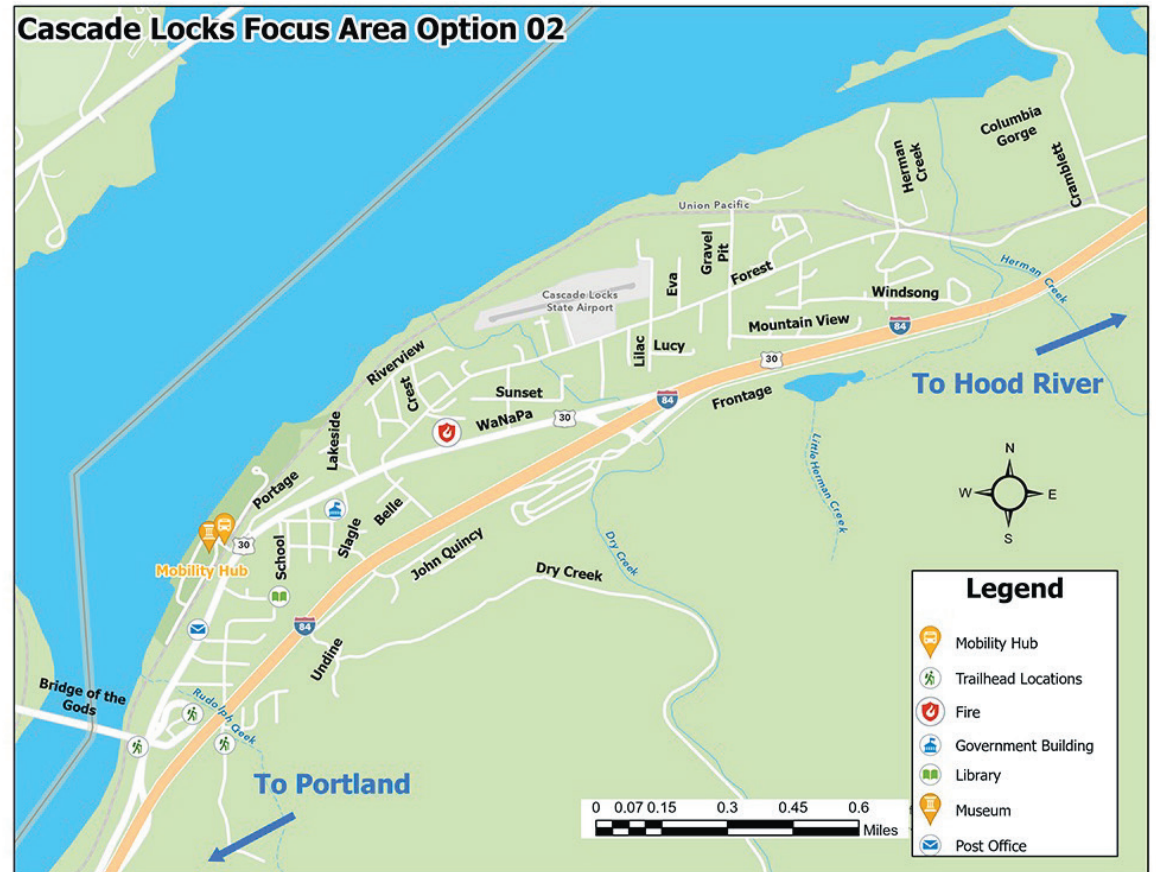 Cascade Locks Focus Area Option 02
Columbia
Gorge
Herman
Creek
Cramblett
Union Pacific
Gravel
Pit
Eva
Forest
Herman
Creek
Cascade Locks
State Airport
Windsong
Mountain View
84
Lilac
Lucy
30
Riverview
Crest
Sunset
84
Frontage
To Hood River
WaNaPa
30
Lakeside
Little Herman Creek
N
W
E
S
Portage
Belle
Slagle
School
30
John Quincy
Dry Creek
Dry Creek
Mobility Hub
84
Undine
Bridge of the
Gods
Rudolph Qeek
To Portland
0 0.07 0.15 0.3 0.45 0.6
Miles
Legend
Mobility Hub
Trailhead Locations
Fire
Government Building
Library
Museum
Post Office